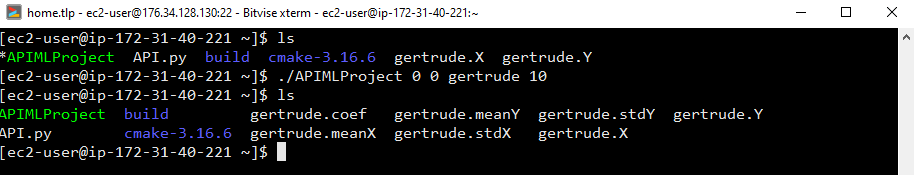 home.tlp - ec2-user@176.34.128.130:22 - Bitvise xterm - ec2-user@ip-172-31-40-221:~
[ec2-user@ip-172-31-40-221 ~]$ ls
*APIMLProject  API.py  build  cmake-3.16.6  gertrude.X  gertrude.Y
[ec2-user@ip-172-31-40-221 ~]$ ./APIMLProject 0 0 gertrude 10
[ec2-user@ip-172-31-40-221 ~]$ ls
APIMLProject  build         gertrude.coef   gertrude.meanY  gertrude.stdY  gertrude.Y
API.py        cmake-3.16.6  gertrude.meanX  gertrude.stdX   gertrude.X
[ec2-user@ip-172-31-40-221 ~]$